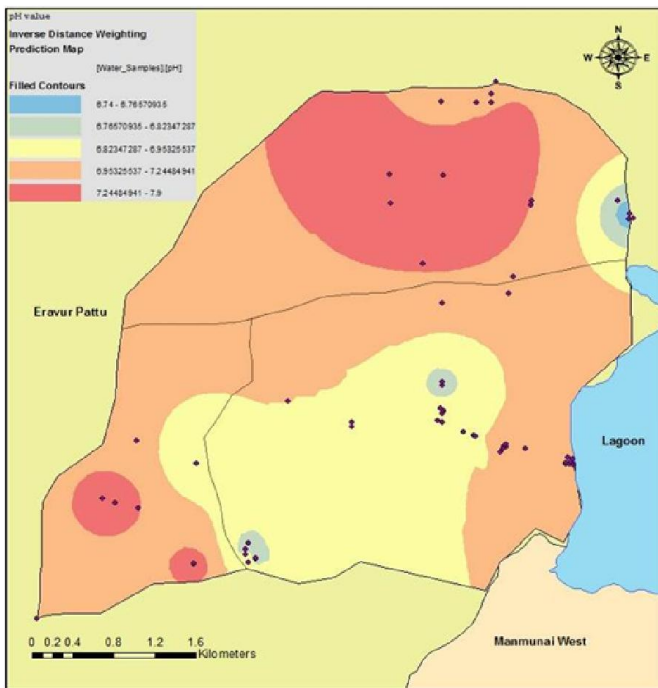 pH value
Inverse Distance Weighting
Prediction Map
[Water_Samples].[pH]
Filled Contours
6.74 - 6.76570935
6.76570935 - 6.82347287
6.82347287 - 6.95325537
6.95325537 - 7.24484941
7.24484941 - 7.9
N
W E
S
Eravur Pattu
Lagoon
Manmunai West
0 0.2 0.4 0.8 1.2 1.6
Kilometers